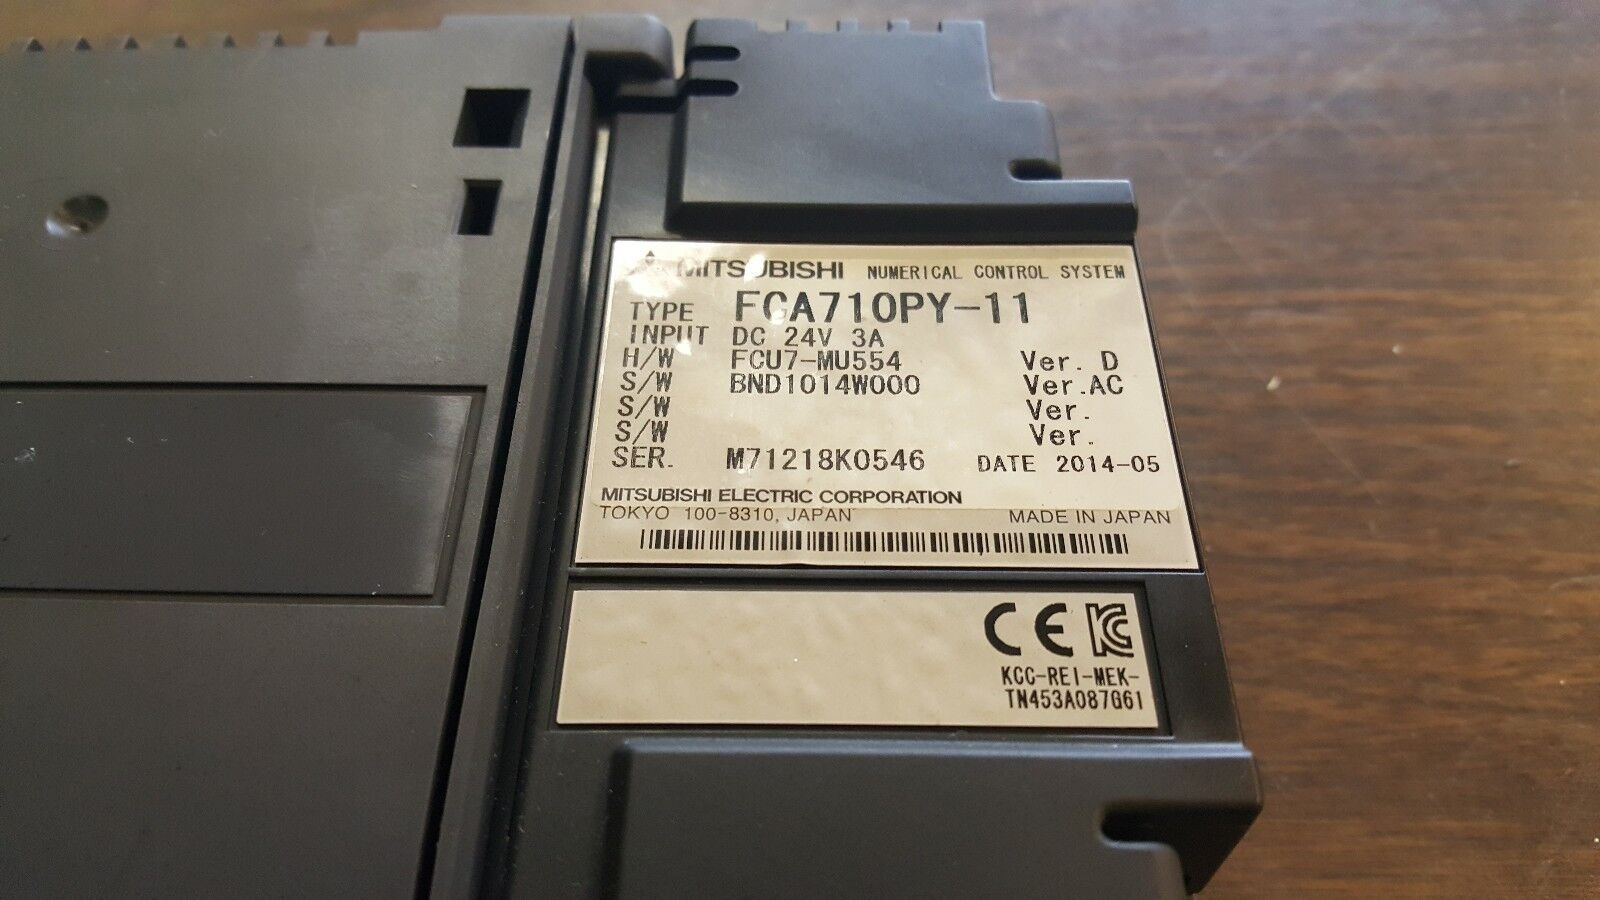 MITSUBISHI NUMERICAL CONTROL SYSTEM
TYPE FCA710PY-11
INPUT DC 24V 3A
H/W FCU7-MU554 Ver. D
S/W BND1014W000 Ver.AC
S/W Ver.
S/W Ver.
SER. M71218K0546 DATE 2014-05
MITSUBISHI ELECTRIC CORPORATION
TOKYO 100-8310, JAPAN MADE IN JAPAN
CE KC
KCC-REI-MEK-
TN453A087G61